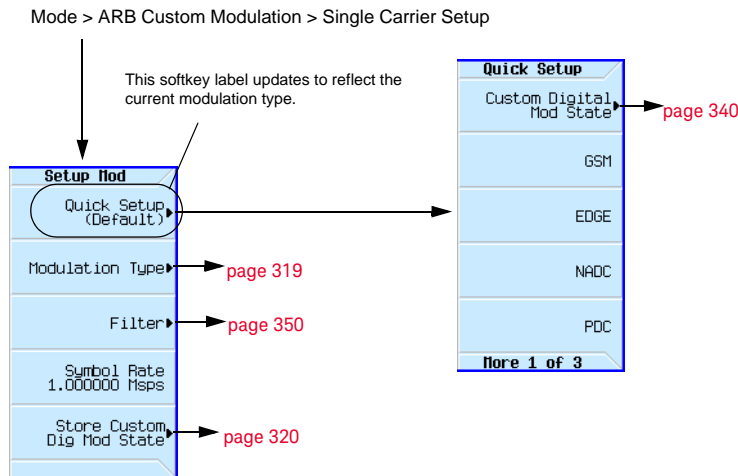 Mode > ARB Custom Modulation > Single Carrier Setup
This softkey label updates to reflect the
current modulation type.
Setup Mod
Quick Setup
(Default)
Modulation Type
page 319
Filter
page 350
Symbol Rate
1.000000 Msps
Store Custom
Dig Mod State
page 320
Quick Setup
Custom Digital
Mod State
page 340
GSM
EDGE
NADC
PDC
More 1 of 3